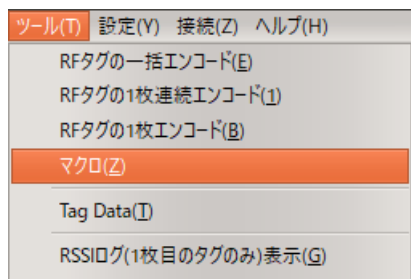 ツール(T) 設定(Y) 接続(Z) ヘルプ(H)
RFタグの一括エンコード(E)
RFタグの1枚連続エンコード(1)
RFタグの1枚エンコード(B)
マクロ(Z)
Tag Data(T)
RSSIログ(1枚目のタグのみ)表示(G)